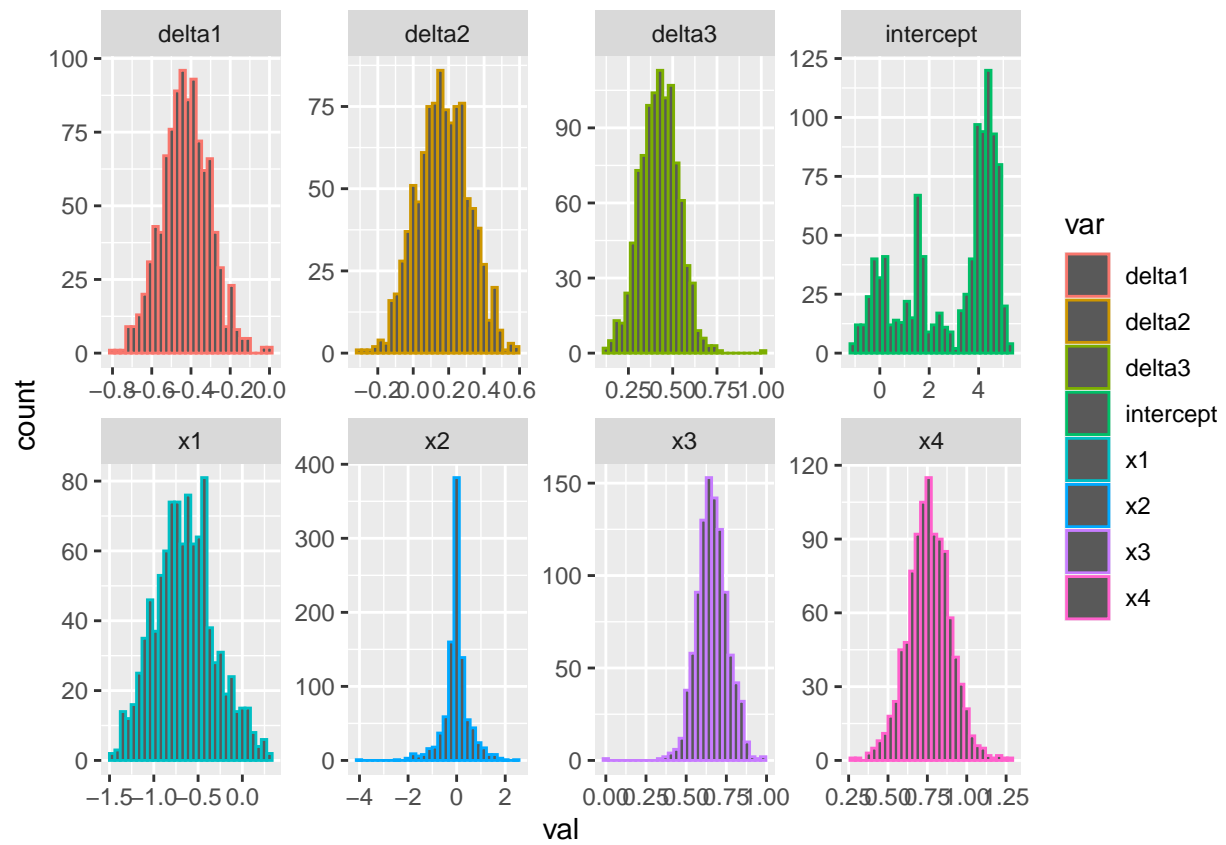 delta1 delta2 delta3 intercept
100
75
50
25
0
−0.8 −0.6 −0.4 −0.2 0.0
75
50
25
0
−0.2 0.0 0.2 0.4 0.6
90
60
30
0
0.25 0.50 0.75 1.00
125
100
75
50
25
0
0 2 4
x1 x2 x3 x4
80
60
40
20
0
−1.5 −1.0 −0.5 0.0
400
300
200
100
0
−4 −2 0 2
150
100
50
0
0.00 0.25 0.50 0.75 1.00
120
90
60
30
0
0.25 0.50 0.75 1.00 1.25
count
val
var
delta1
delta2
delta3
intercept
x1
x2
x3
x4